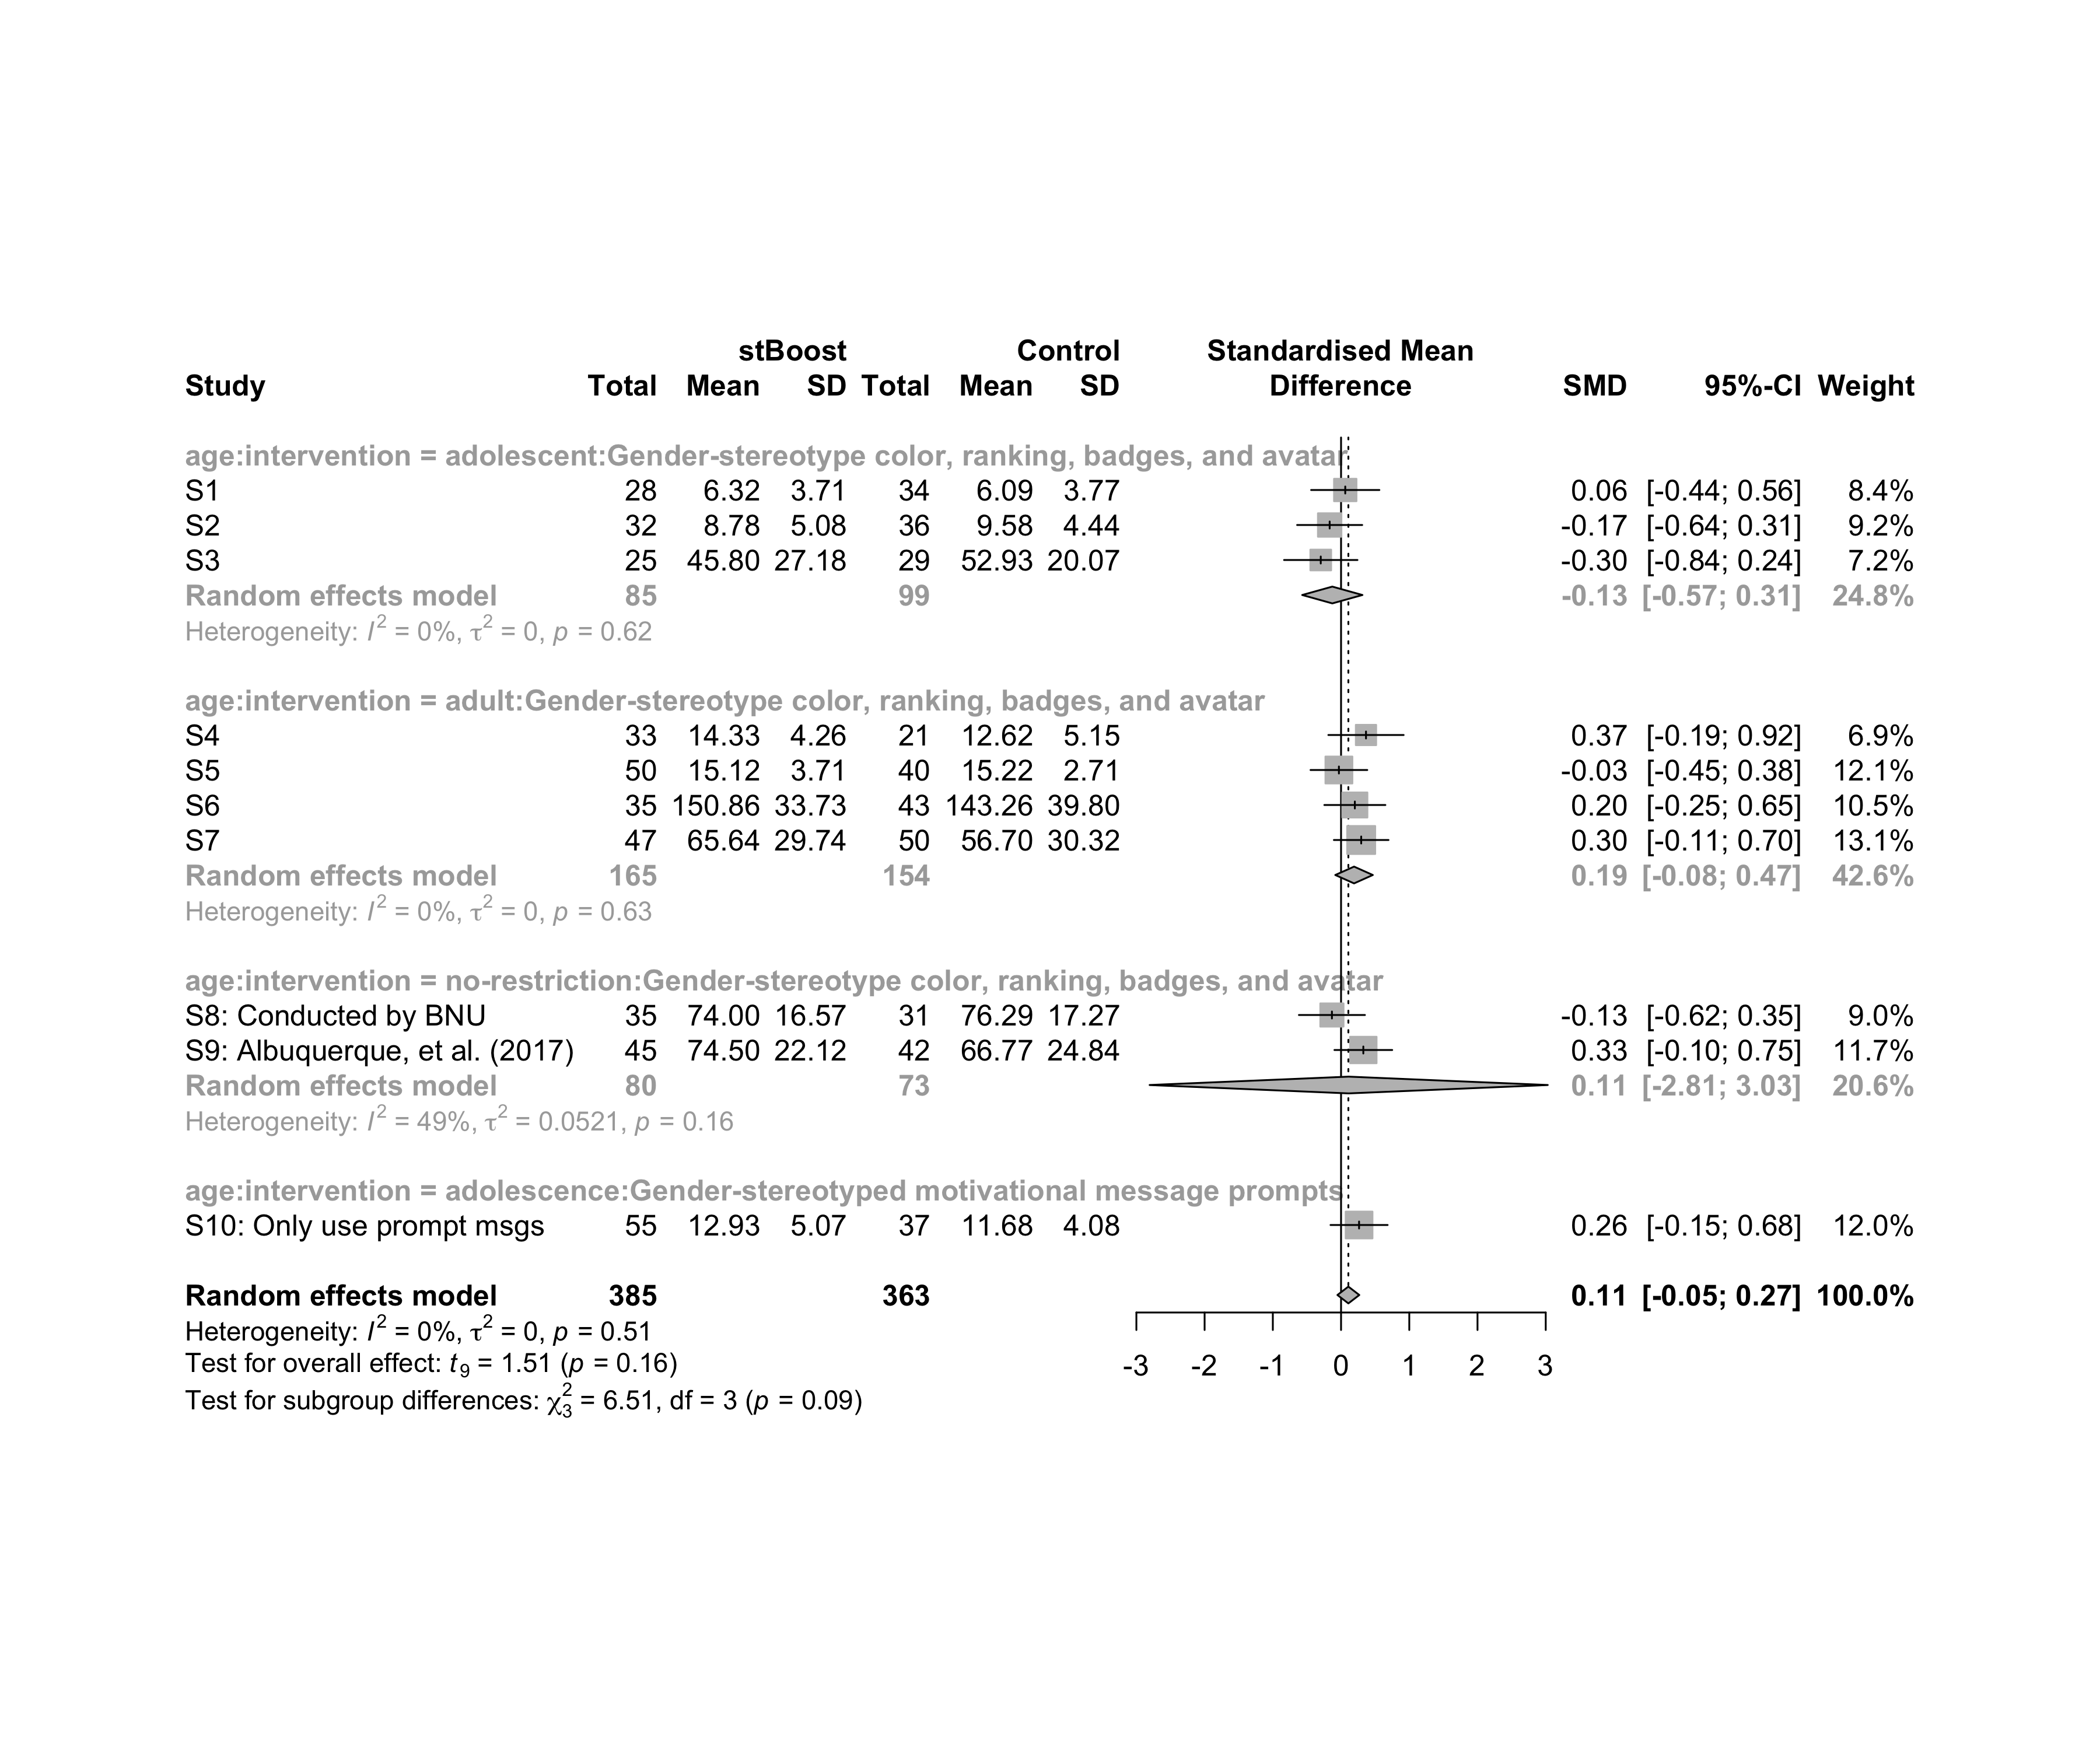 stBoost Control Standardised Mean
Study Total Mean SD Total Mean SD Difference SMD 95%-CI Weight
age:intervention = adolescent:Gender-stereotype color, ranking, badges, and avatar
S1 28 6.32 3.71 34 6.09 3.77 0.06 [-0.44; 0.56] 8.4%
S2 32 8.78 5.08 36 9.58 4.44 -0.17 [-0.64; 0.31] 9.2%
S3 25 45.80 27.18 29 52.93 20.07 -0.30 [-0.84; 0.24] 7.2%
Random effects model 85 99 -0.13 [-0.57; 0.31] 24.8%
Heterogeneity: I² = 0%, τ² = 0, p = 0.62
age:intervention = adult:Gender-stereotype color, ranking, badges, and avatar
S4 33 14.33 4.26 21 12.62 5.15 0.37 [-0.19; 0.92] 6.9%
S5 50 15.12 3.71 40 15.22 2.71 -0.03 [-0.45; 0.38] 12.1%
S6 35 150.86 33.73 43 143.26 39.80 0.20 [-0.25; 0.65] 10.5%
S7 47 65.64 29.74 50 56.70 30.32 0.30 [-0.11; 0.70] 13.1%
Random effects model 165 154 0.19 [-0.08; 0.47] 42.6%
Heterogeneity: I² = 0%, τ² = 0, p = 0.63
age:intervention = no-restriction:Gender-stereotype color, ranking, badges, and avatar
S8: Conducted by BNU 35 74.00 16.57 31 76.29 17.27 -0.13 [-0.62; 0.35] 9.0%
S9: Albuquerque, et al. (2017) 45 74.50 22.12 42 66.77 24.84 0.33 [-0.10; 0.75] 11.7%
Random effects model 80 73 0.11 [-2.81; 3.03] 20.6%
Heterogeneity: I² = 49%, τ² = 0.0521, p = 0.16
age:intervention = adolescence:Gender-stereotyped motivational message prompts
S10: Only use prompt msgs 55 12.93 5.07 37 11.68 4.08 0.26 [-0.15; 0.68] 12.0%
Random effects model 385 363 0.11 [-0.05; 0.27] 100.0%
Heterogeneity: I² = 0%, τ² = 0, p = 0.51
Test for overall effect: t₉ = 1.51 (p = 0.16)
-3 -2 -1 0 1 2 3
Test for subgroup differences: χ²₃ = 6.51, df = 3 (p = 0.09)